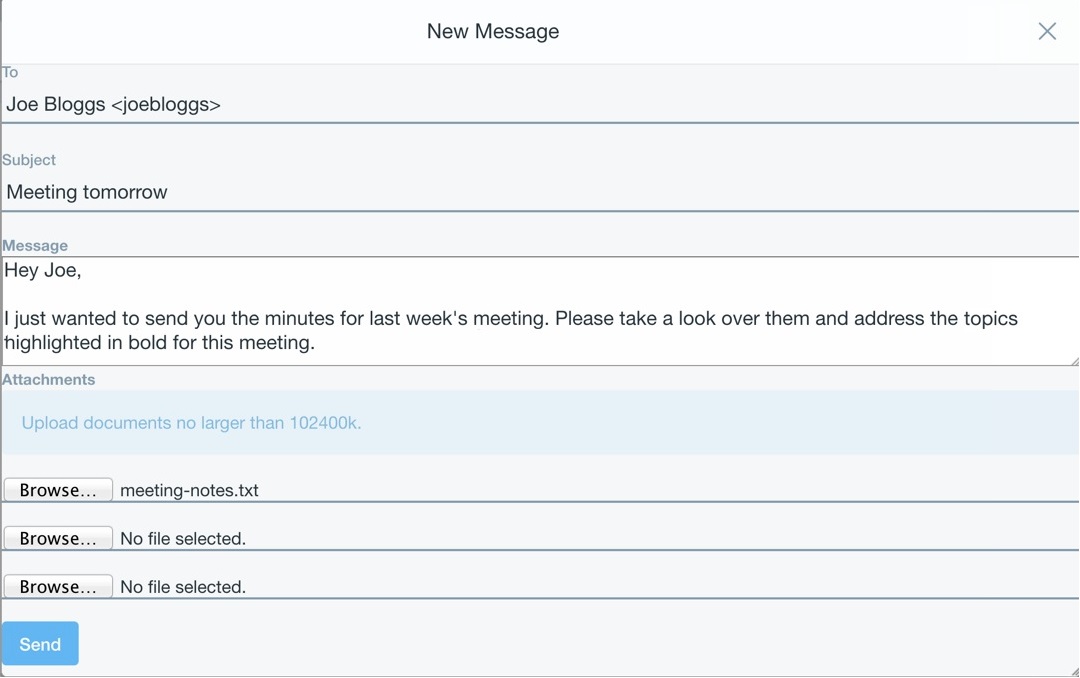 New Message
To
Joe Bloggs <joebloggs>
Subject
Meeting tomorrow
Message
Hey Joe,
I just wanted to send you the minutes for last week's meeting. Please take a look over them and address the topics
highlighted in bold for this meeting.
Attachments
Upload documents no larger than 102400k.
Browse... meeting-notes.txt
Browse... No file selected.
Browse... No file selected.
Send